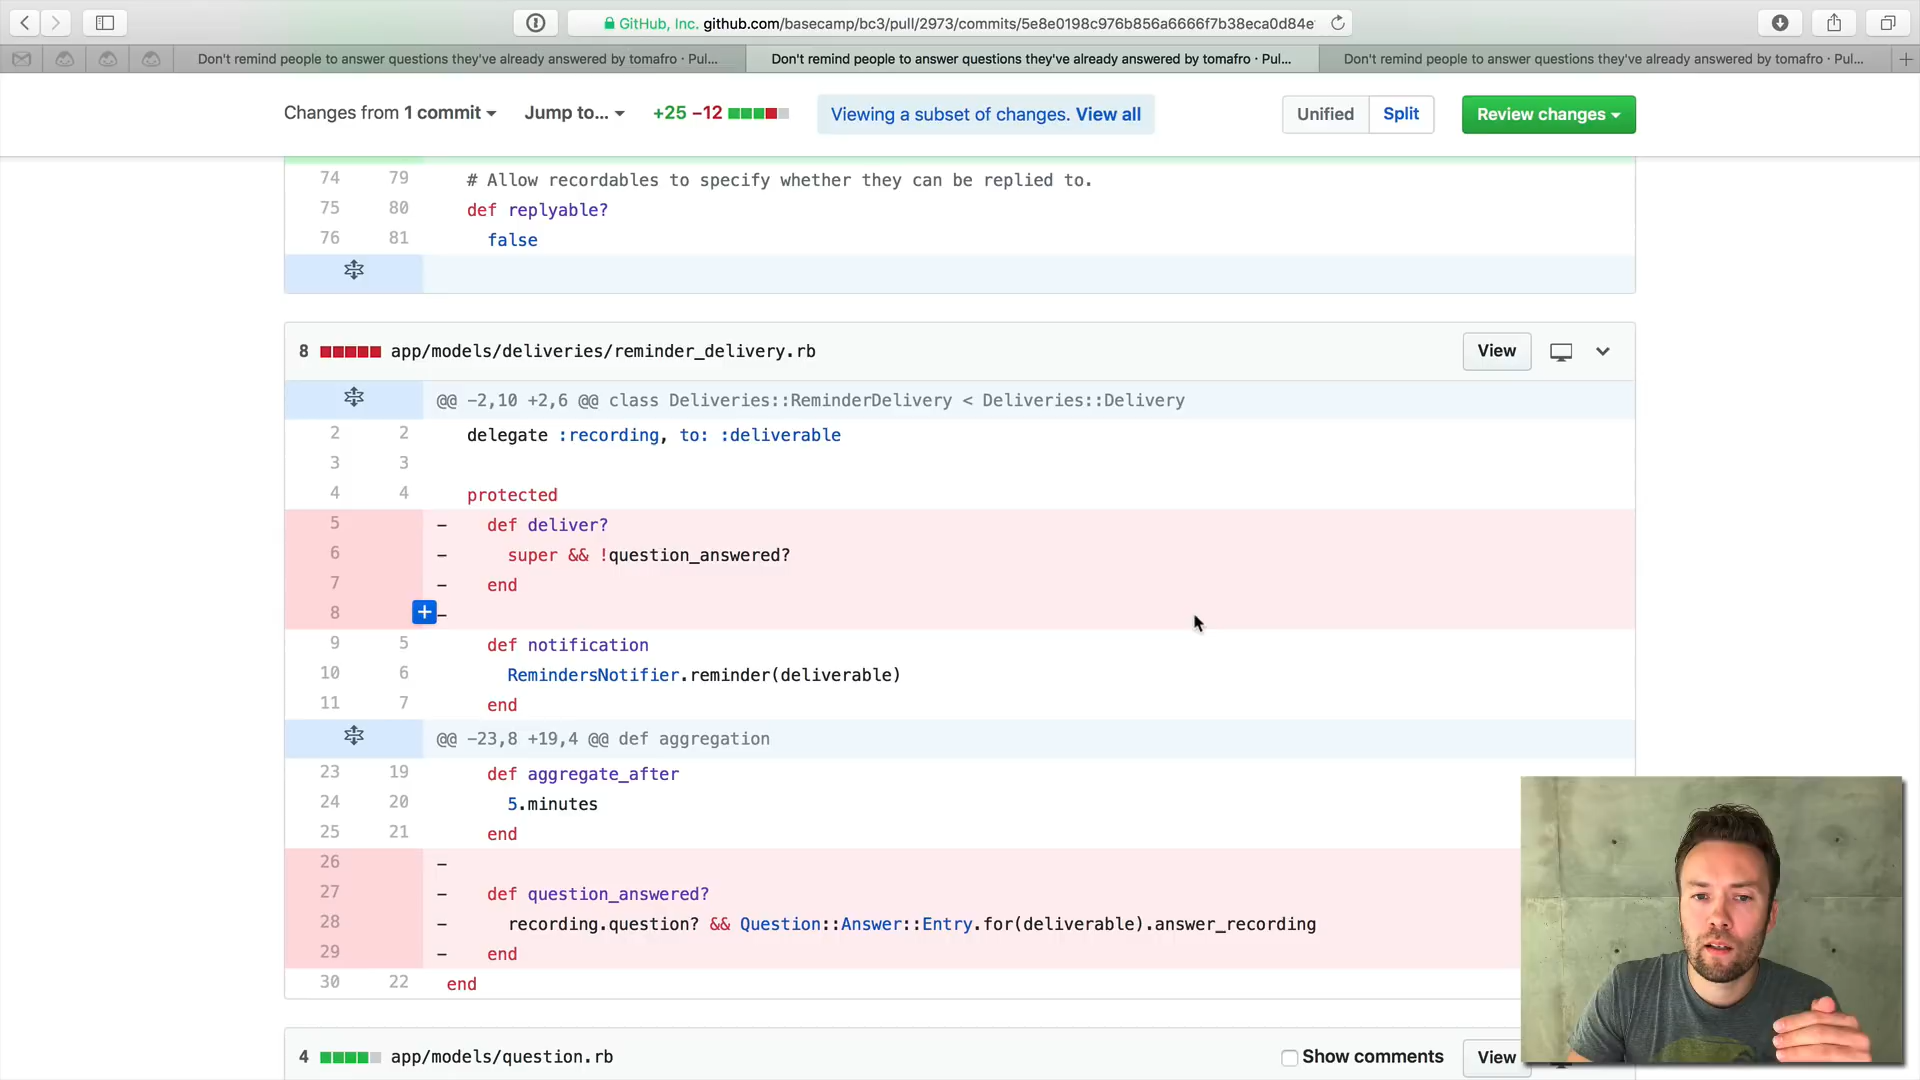 GitHub, Inc. github.com/basecamp/bc3/pull/2973/commits/5e8e0198c976b856a6666f7b38eca0d84e
Don't remind people to answer questions they've already answered by tomafro · Pul...
Don't remind people to answer questions they've already answered by tomafro · Pul...
Don't remind people to answer questions they've already answered by tomafro · Pul...
Changes from 1 commit
Jump to...
+25 −12
Viewing a subset of changes. View all
Unified
Split
Review changes
74 79 # Allow recordables to specify whether they can be replied to.
75 80 def replyable?
76 81 false
8 app/models/deliveries/reminder_delivery.rb
View
@@ -2,10 +2,6 @@ class Deliveries::ReminderDelivery < Deliveries::Delivery
2 2 delegate :recording, to: :deliverable
3 3
4 4 protected
5 - def deliver?
6 - super && !question_answered?
7 - end
8 -
9 5 def notification
10 6 RemindersNotifier.reminder(deliverable)
11 7 end
@@ -23,8 +19,4 @@ def aggregation
23 19 def aggregate_after
24 20 5.minutes
25 21 end
26 -
27 - def question_answered?
28 - recording.question? && Question::Answer::Entry.for(deliverable).answer_recording
29 - end
30 22 end
4 app/models/question.rb
Show comments
View